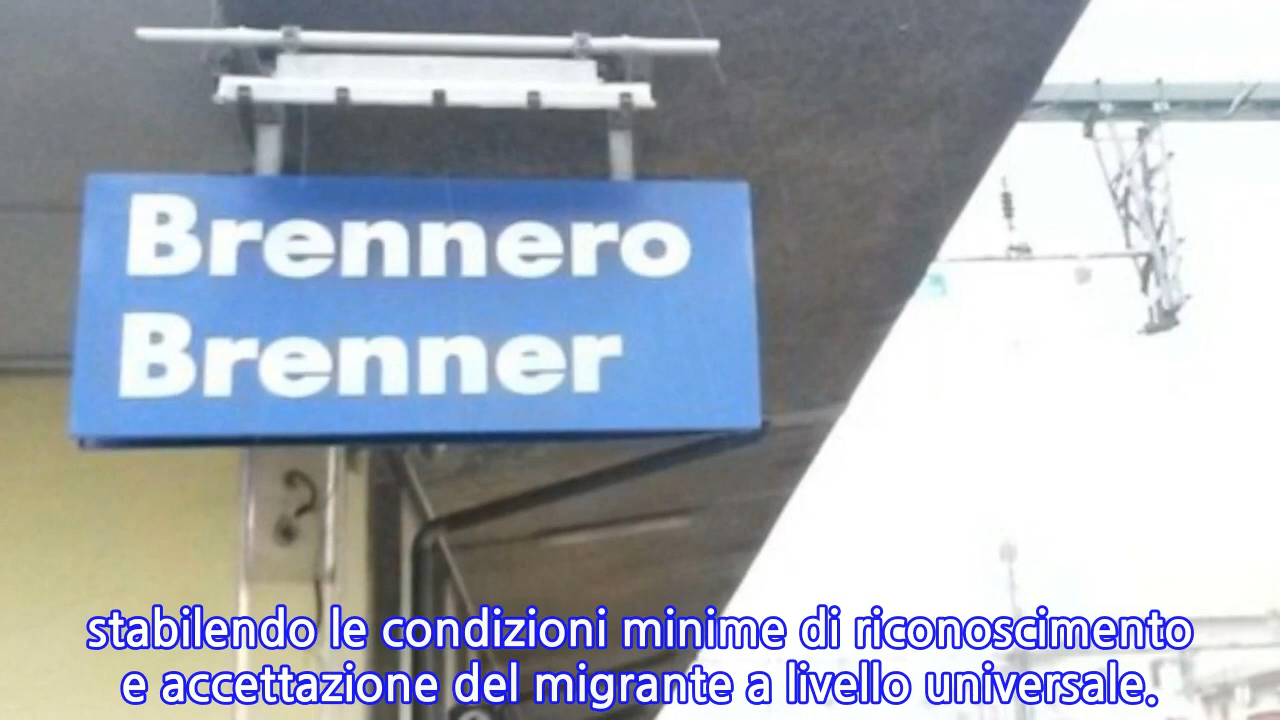 Brennero
Brenner
stabilendo le condizioni minime di riconoscimento
e accettazione del migrante a livello universale.